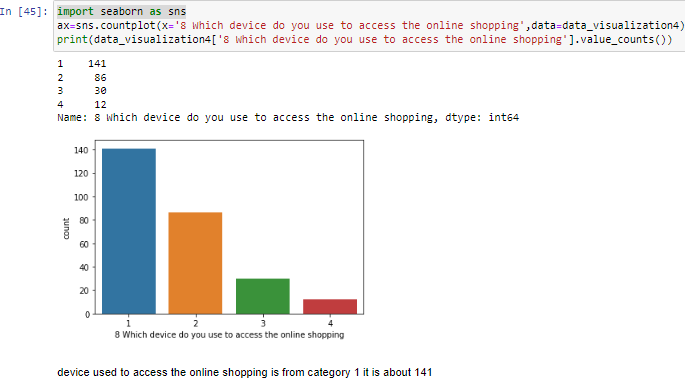 In [45]: import seaborn as sns
ax=sns.countplot(x='8 Which device do you use to access the online shopping',data=data_visualization4)
print(data_visualization4['8 Which device do you use to access the online shopping'].value_counts())
1 141
2 86
3 30
4 12
Name: 8 Which device do you use to access the online shopping, dtype: int64
140
120
100
80
60
40
20
0
count
1 2 3 4
8 Which device do you use to access the online shopping
device used to access the online shopping is from category 1 it is about 141